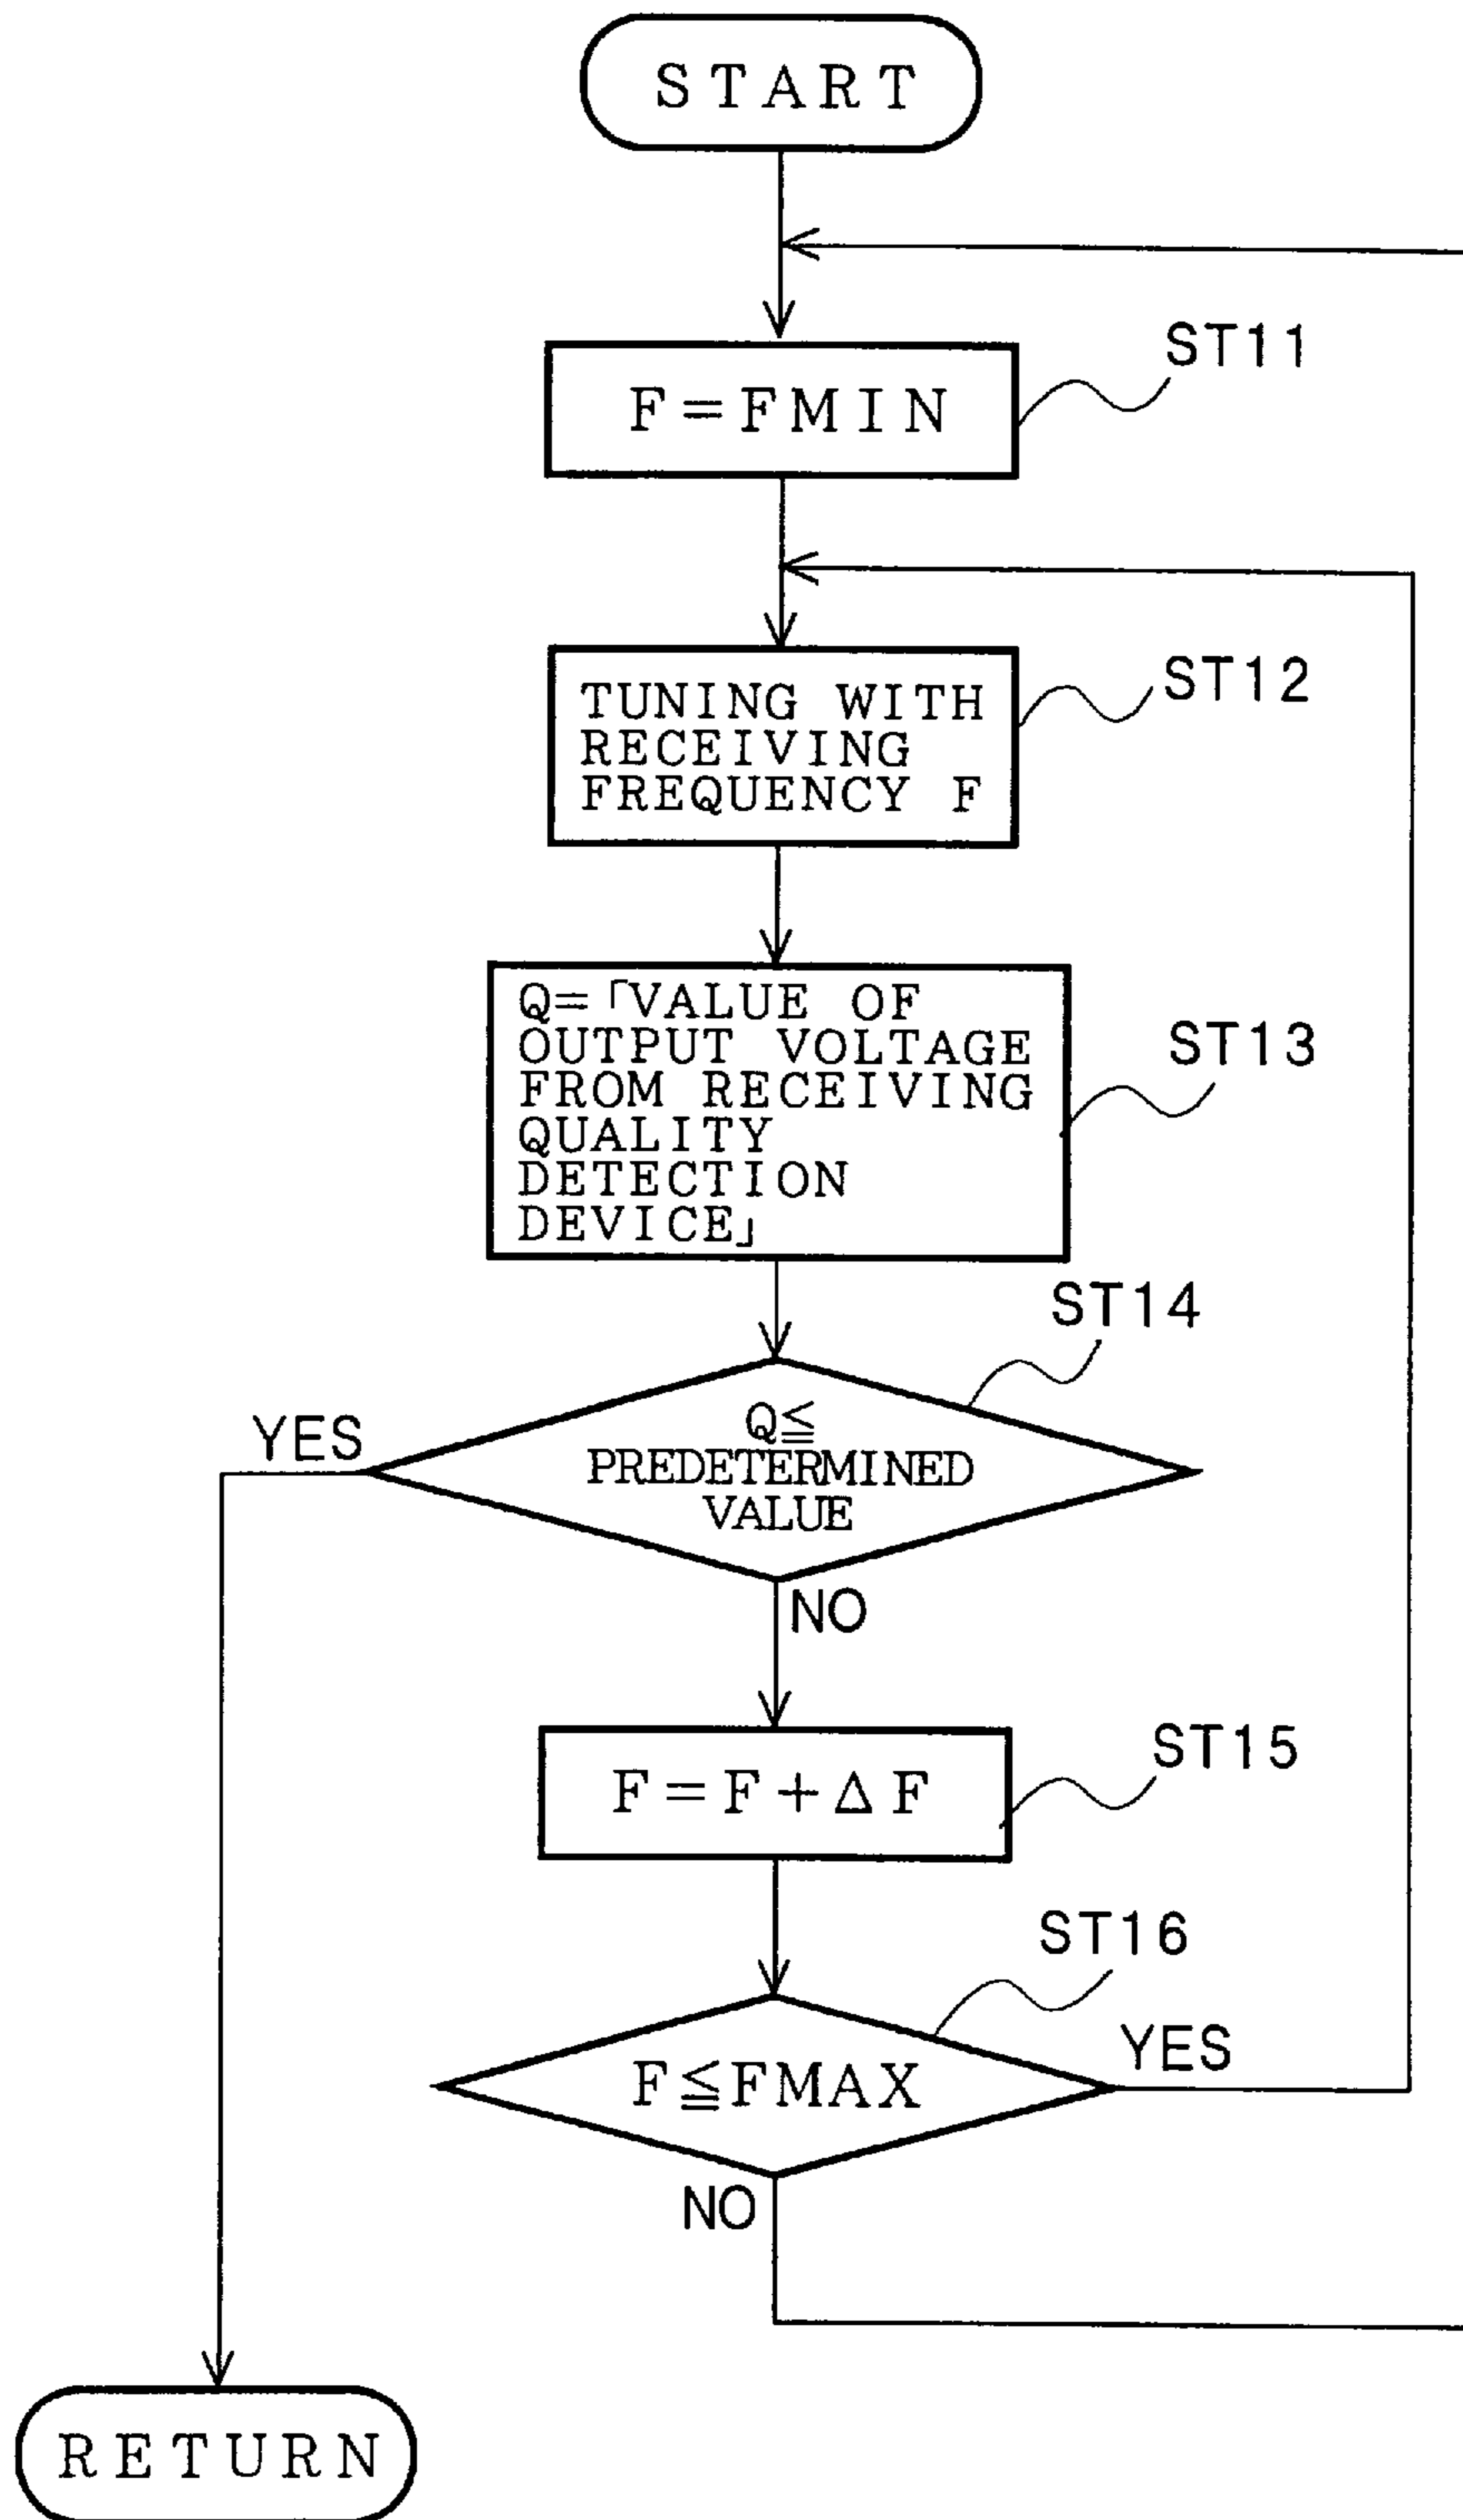 START
F=FMIN
ST11
TUNING WITH
RECEIVING
FREQUENCY F
ST12
Q=「VALUE OF
OUTPUT VOLTAGE
FROM RECEIVING
QUALITY
DETECTION
DEVICE」
ST13
ST14
Q≦
PREDETERMINED
VALUE
YES
NO
F=F+ΔF
ST15
ST16
F≦FMAX
YES
NO
RETURN